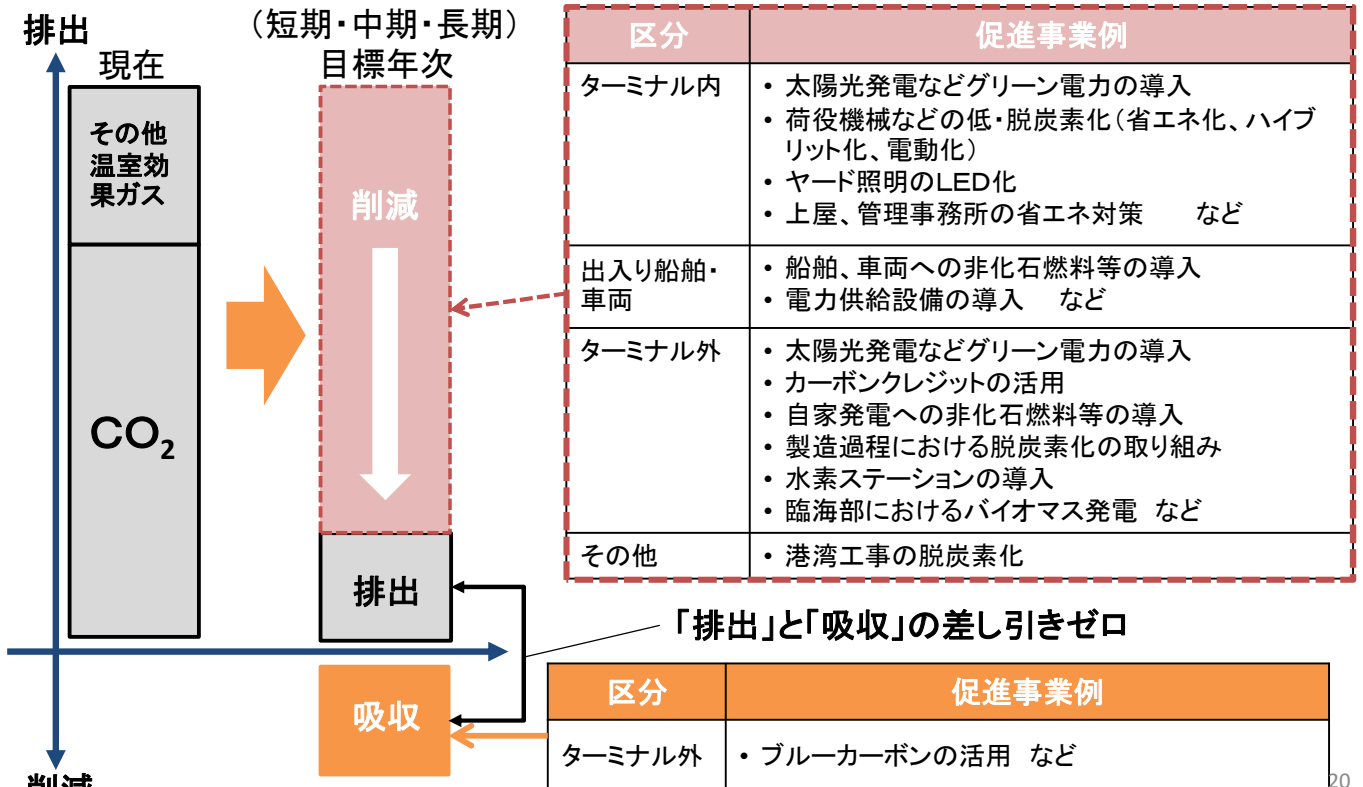 排出
現在
その他
温室効
果ガス
CO₂
（短期・中期・長期）
目標年次
削減
排出
吸収
削減
区分 促進事業例
ターミナル内
• 太陽光発電などグリーン電力の導入
• 荷役機械などの低・脱炭素化（省エネ化、ハイブ
リット化、電動化）
• ヤード照明のＬＥＤ化
• 上屋、管理事務所の省エネ対策 など
出入り船舶・
車両
• 船舶、車両への非化石燃料等の導入
• 電力供給設備の導入 など
ターミナル外
• 太陽光発電などグリーン電力の導入
• カーボンクレジットの活用
• 自家発電への非化石燃料等の導入
• 製造過程における脱炭素化の取り組み
• 水素ステーションの導入
• 臨海部におけるバイオマス発電 など
その他
• 港湾工事の脱炭素化
「排出」と「吸収」の差し引きゼロ
区分 促進事業例
ターミナル外
• ブルーカーボンの活用 など
20